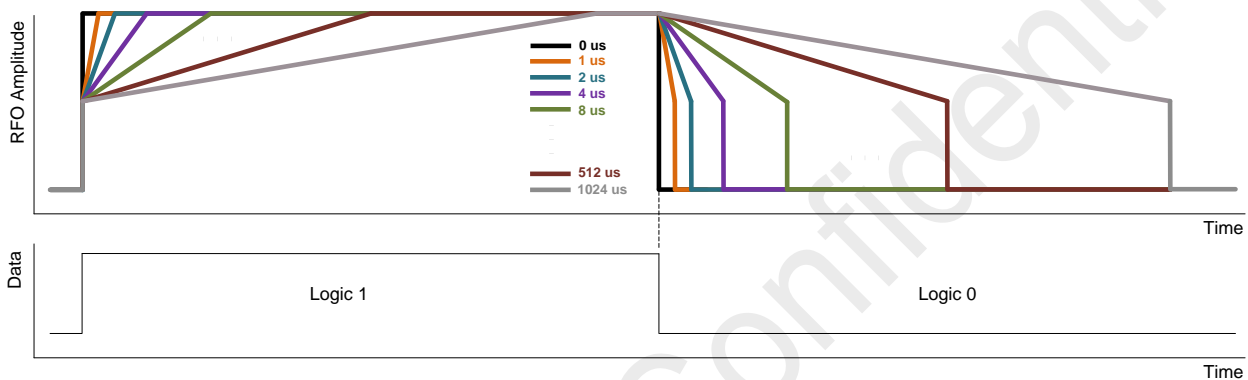 RFO Amplitude
0 us
1 us
2 us
4 us
8 us
512 us
1024 us
Time
Data
Logic 1
Logic 0
Time
Confidenti